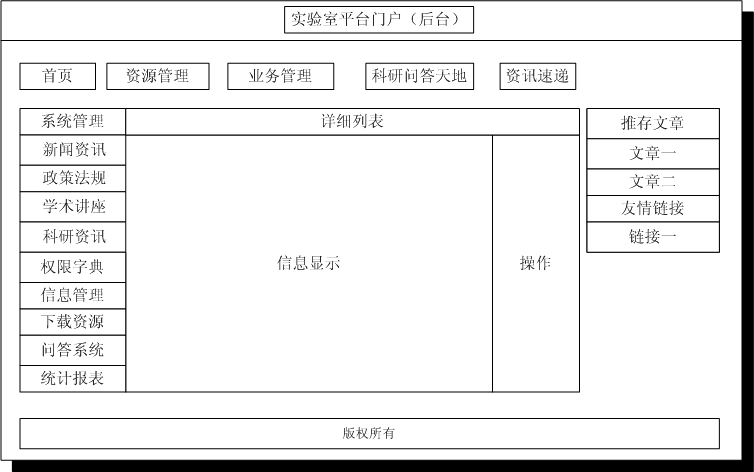 实验室平台门户（后台）
首页 资源管理 业务管理 科研问答天地 资讯速递
系统管理 详细列表 推存文章
新闻资讯 文章一
政策法规 文章二
学术讲座 友情链接
科研资讯 链接一
权限字典 信息显示 操作
信息管理
下载资源
问答系统
统计报表
版权所有